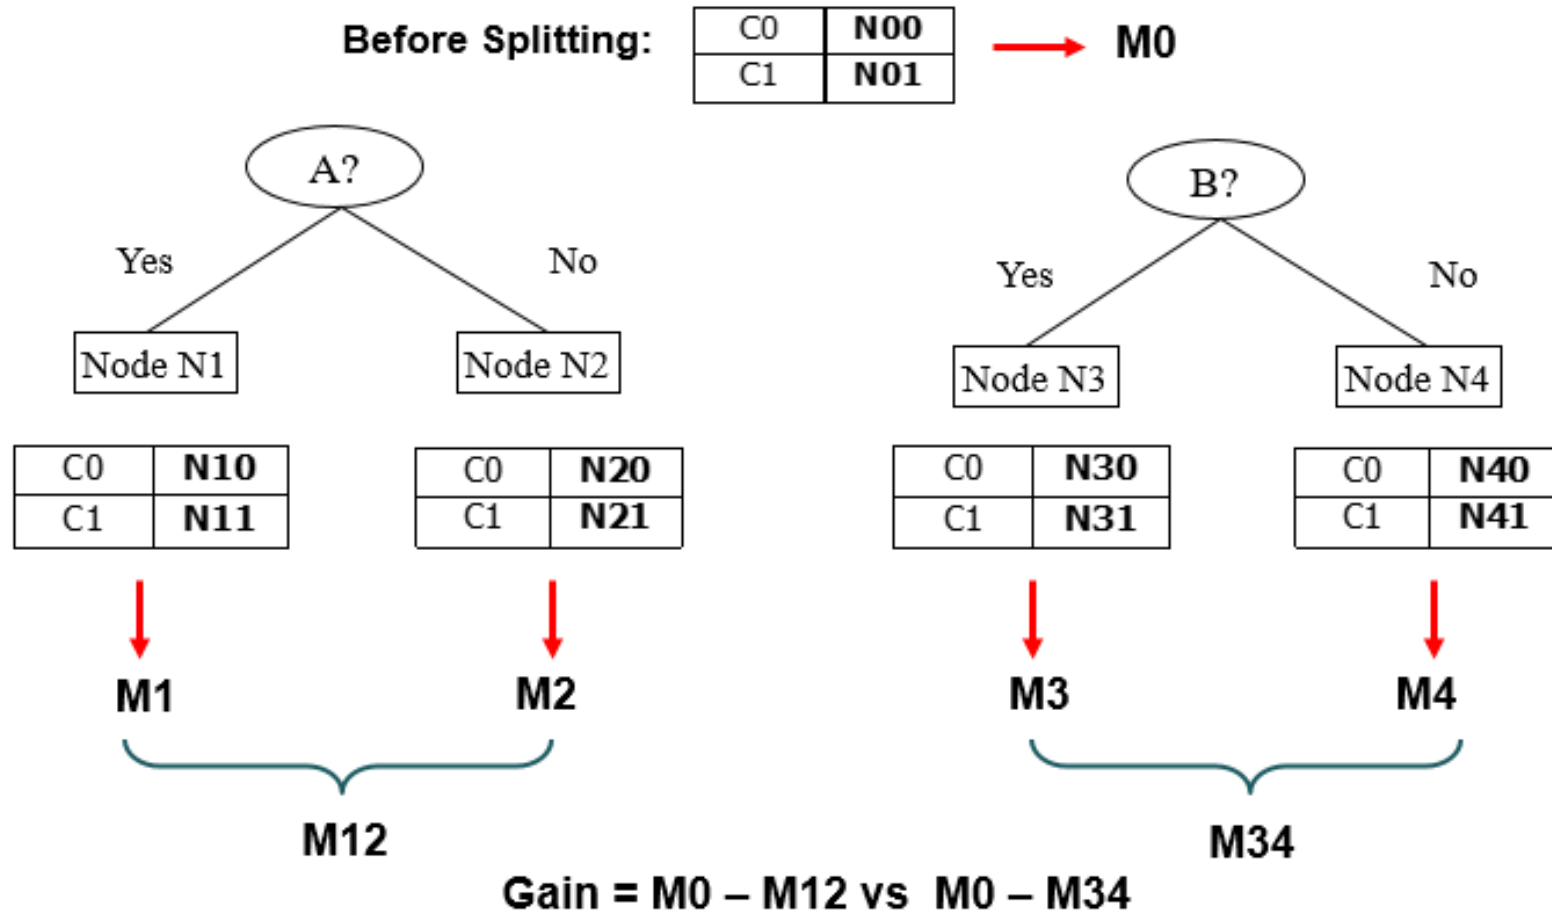 Before Splitting:
C0 N00
C1 N01
M0
A?
Yes No
Node N1 Node N2
C0 N10
C1 N11
C0 N20
C1 N21
M1 M2
M12
B?
Yes No
Node N3 Node N4
C0 N30
C1 N31
C0 N40
C1 N41
M3 M4
M34
Gain = M0 – M12 vs M0 – M34